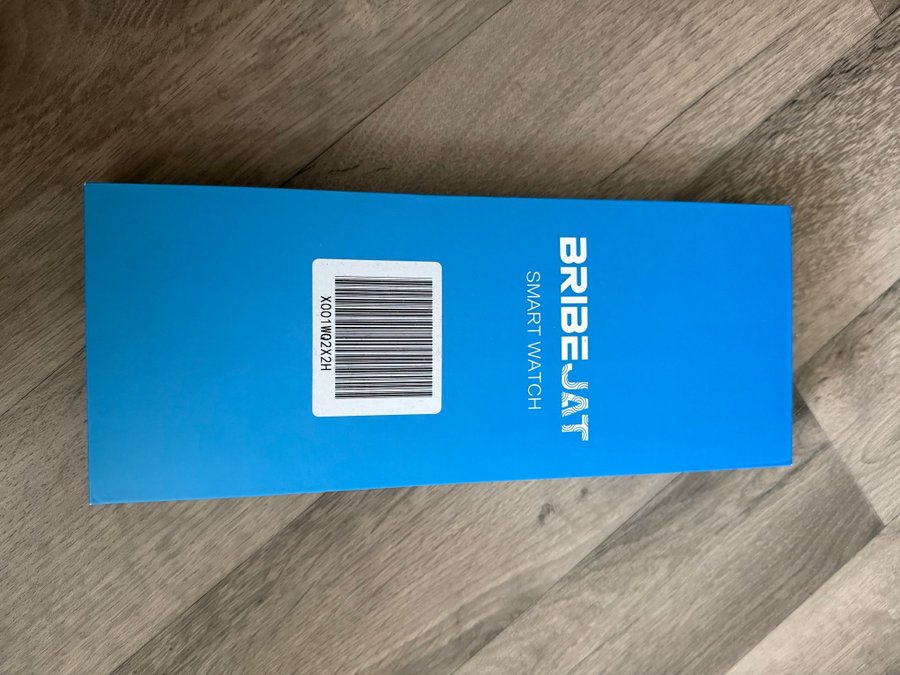 BRIBEJAT
SMART WATCH
X001WQ2X2H